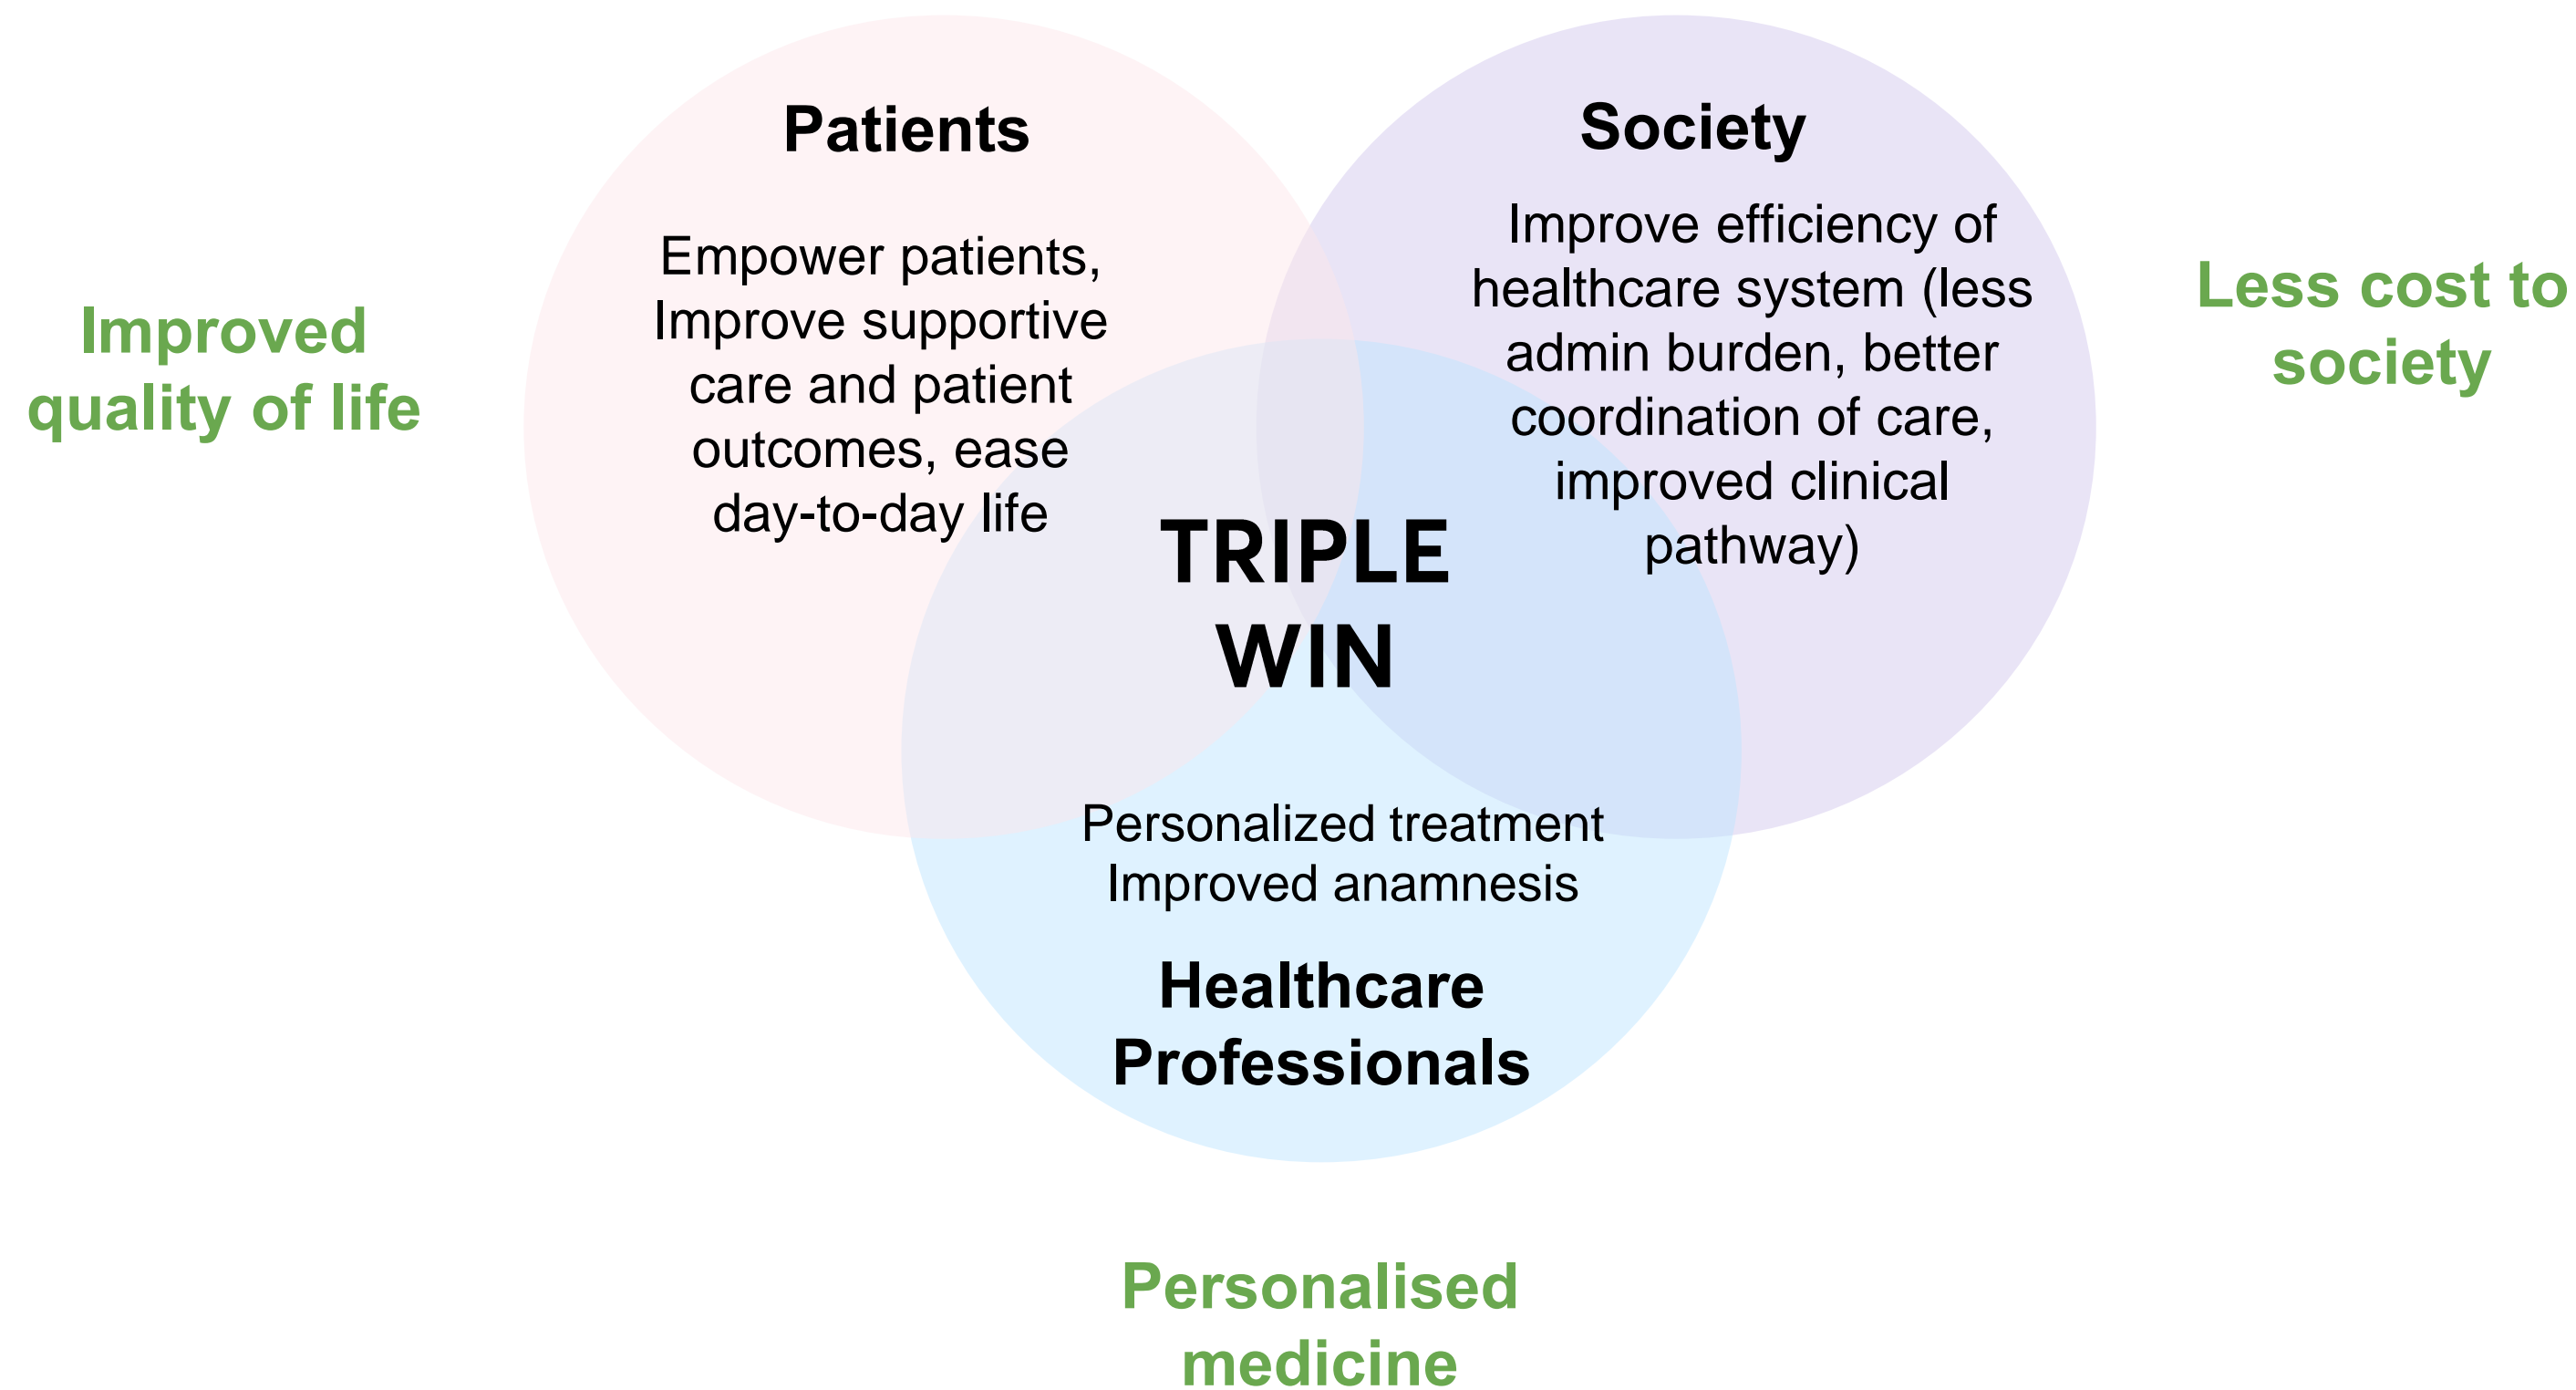 Patients
Empower patients,
Improve supportive
care and patient
outcomes, ease
day-to-day life
Society
Improve efficiency of
healthcare system (less
admin burden, better
coordination of care,
improved clinical
pathway)
Improved
quality of life
Less cost to
society
TRIPLE
WIN
Personalized treatment
Improved anamnesis
Healthcare
Professionals
Personalised
medicine